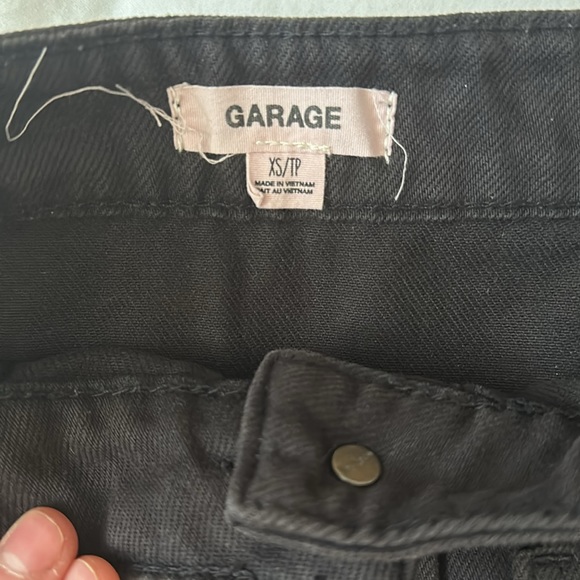 GARAGE
XS/TP
MADE IN VIETNAM
FAIT AU VIETNAM